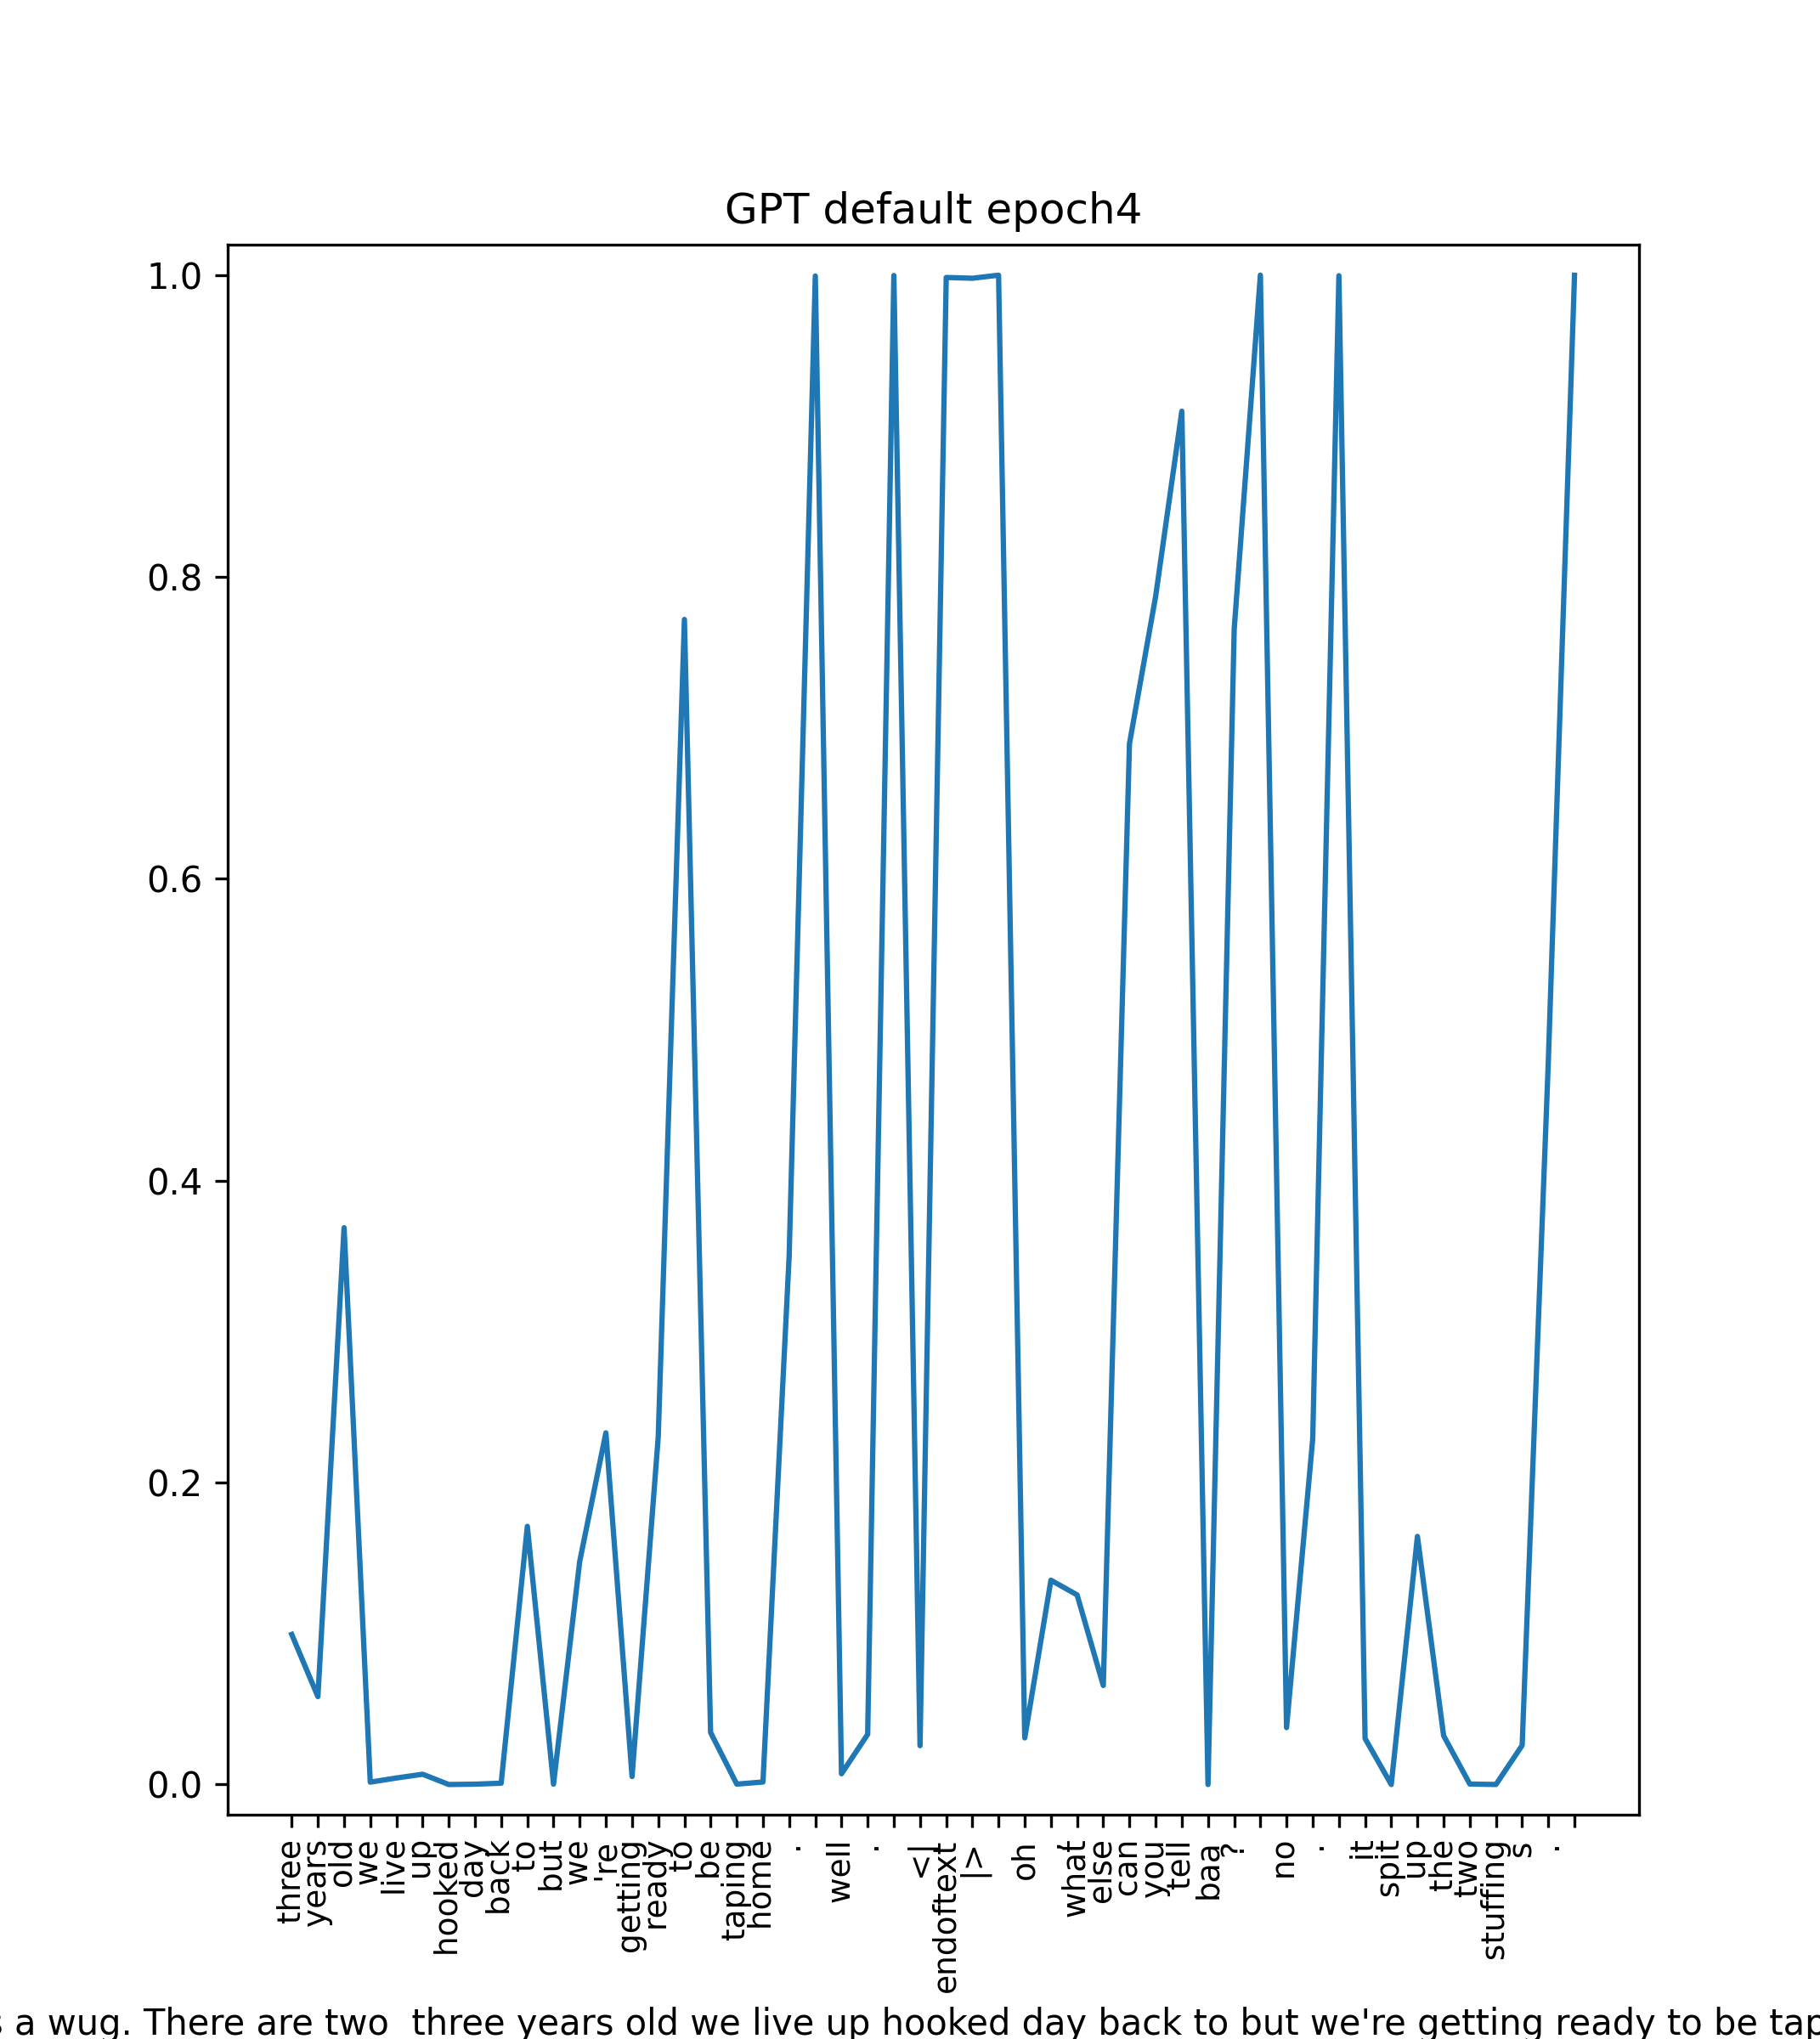 GPT default epoch4
1.0
0.8
0.6
0.4
0.2
0.0
three
years
old
we
live
up
hooked
day
back
to
but
we
're
getting
ready
to
be
taping
home
.
well
.
<|
endoftext
|>
oh
,
what
else
can
you
tell
baa
?
no
.
it
spit
up
the
two
stuffing
s
.
s a wug. There are two  three years old we live up hooked day back to but we're getting ready to be tap